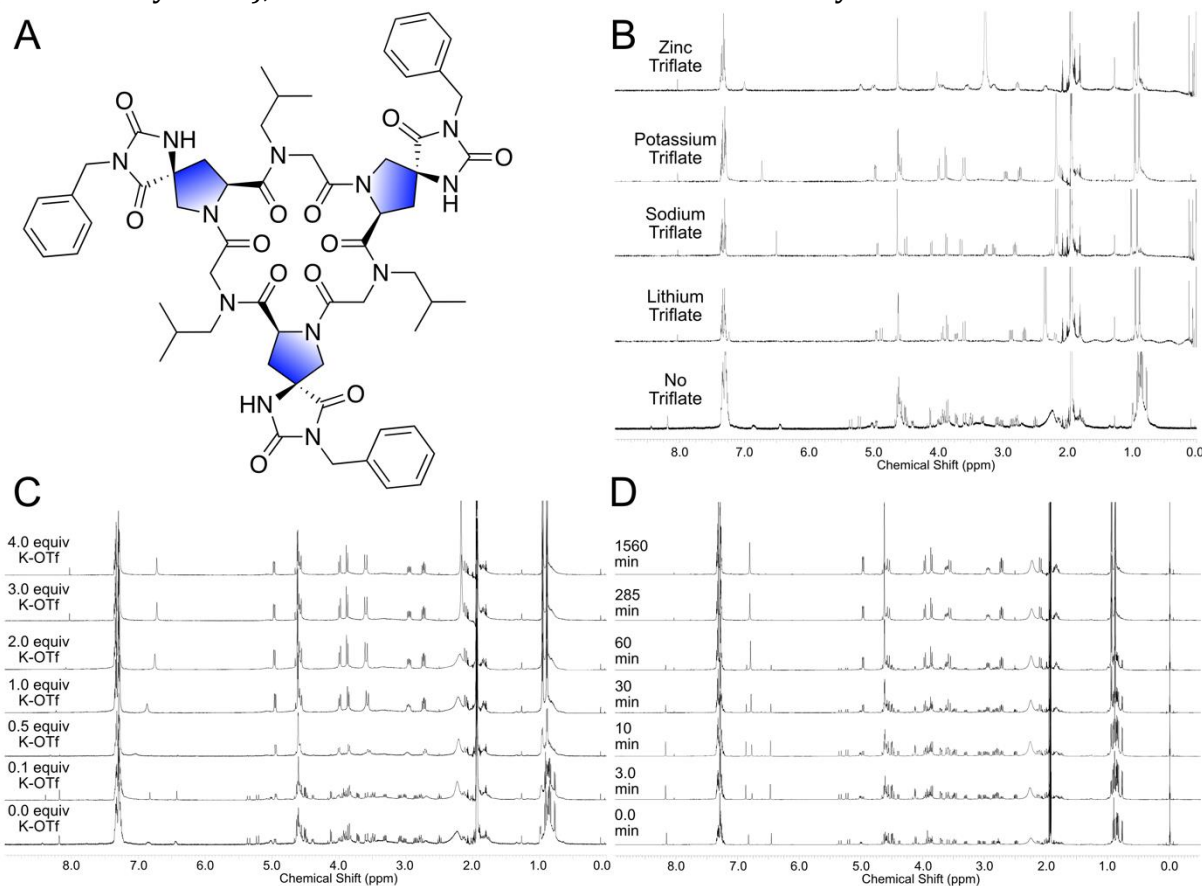 A
O
NH
N
O
N
O
N
O
N
O
N
O
NH
O
O
N
O
O
N
O
O
N
HN
O
O
N
O
B
Zinc
Triflate
Potassium
Triflate
Sodium
Triflate
Lithium
Triflate
No
Triflate
8.0 7.0 6.0 5.0 4.0 3.0 2.0 1.0 0.0
Chemical Shift (ppm)
C
4.0 equiv
K-OTf
3.0 equiv
K-OTf
2.0 equiv
K-OTf
1.0 equiv
K-OTf
0.5 equiv
K-OTf
0.1 equiv
K-OTf
0.0 equiv
K-OTf
8.0 7.0 6.0 5.0 4.0 3.0 2.0 1.0 0.0
Chemical Shift (ppm)
D
1560
min
285
min
60
min
30
min
10
min
3.0
min
0.0
min
8.0 7.0 6.0 5.0 4.0 3.0 2.0 1.0 0.0
Chemical Shift (ppm)